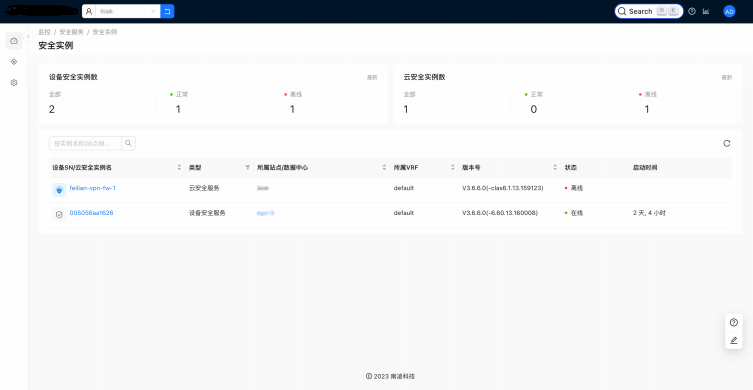 Search ⌘ K
AD
监控 / 安全服务 / 安全实例
安全实例
设备安全实例数 最新
全部 正常 离线
2 1 1
云安全实例数 最新
全部 正常 离线
1 0 1
按实例名称/站点搜...
设备SN/云安全实例名 类型 所属站点/数据中心 所属VRF 版本号 状态 启动时间
feilian-vpn-fw-1 云安全服务 default V3.6.6.0(-clas6.1.13.159123) 离线
005056aa1626 设备安全服务 default V3.6.6.0(-6.60.13.160008) 在线 2 天, 4 小时
© 2023 南凌科技